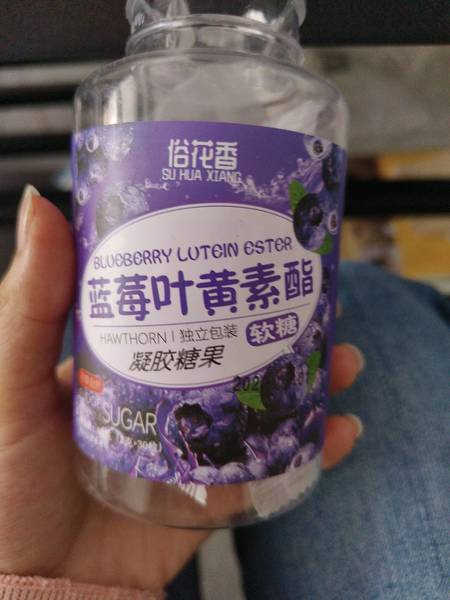 俗花香
SU HUA XIANG
BLUEBERRY LUTEIN ESTER
蓝莓叶黄素酯
HAWTHORN | 独立包装 软糖
凝胶糖果
SUGAR